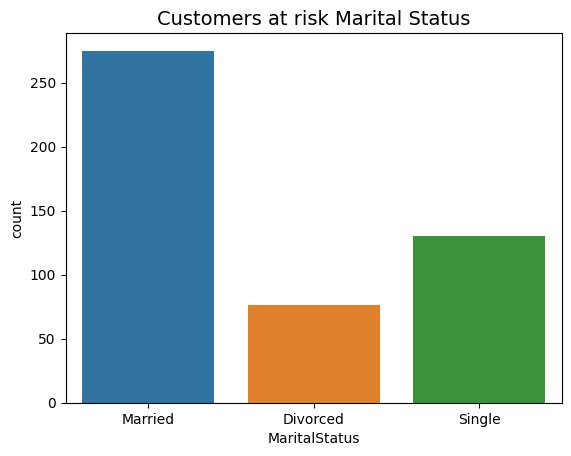 Customers at risk Marital Status
count
250
200
150
100
50
0
Married Divorced Single
MaritalStatus